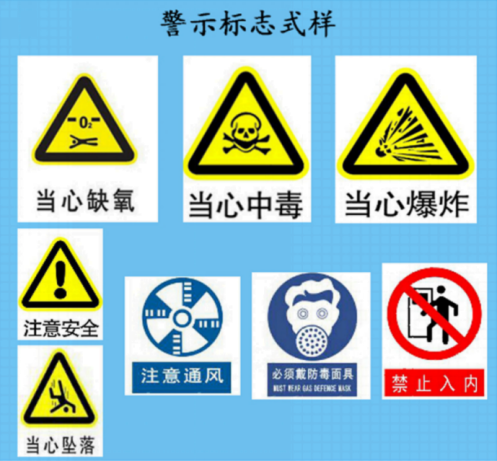 警示标志式样
-O₂-
当心缺氧
当心中毒
当心爆炸
注意安全
当心坠落
注意通风
必须戴防毒面具
MUST WEAR GAS DEFENCE MASK
禁止入内